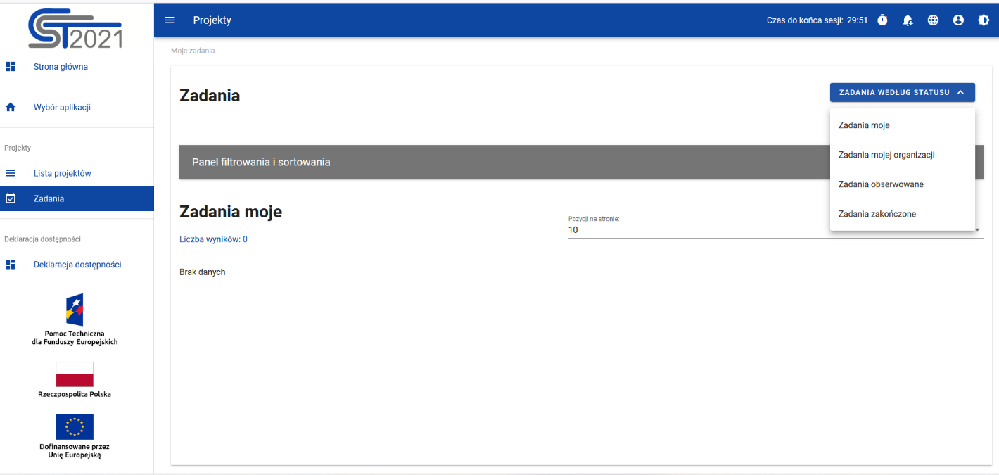 CST2021
Projekty
Czas do końca sesji: 29:51
Strona główna
Wybór aplikacji
Projekty
Lista projektów
Zadania
Deklaracja dostępności
Deklaracja dostępności
Pomoc Techniczna
dla Funduszy Europejskich
Rzeczpospolita Polska
Dofinansowane przez
Unię Europejską
Moje zadania
Zadania
ZADANIA WEDŁUG STATUSU
Zadania moje
Zadania mojej organizacji
Zadania obserwowane
Zadania zakończone
Panel filtrowania i sortowania
Zadania moje
Liczba wyników: 0
Pozycji na stronie:
10
Brak danych